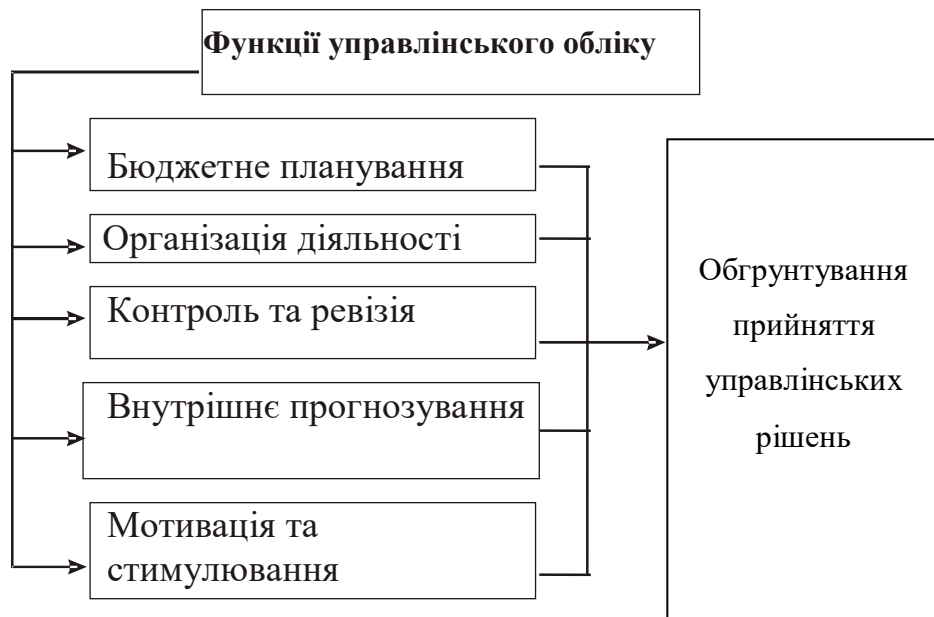 Функції управлінського обліку
Бюджетне планування
Організація діяльності
Контроль та ревізія
Внутрішнє прогнозування
Мотивація та
стимулювання
Обгрунтування
прийняття
управлінських
рішень